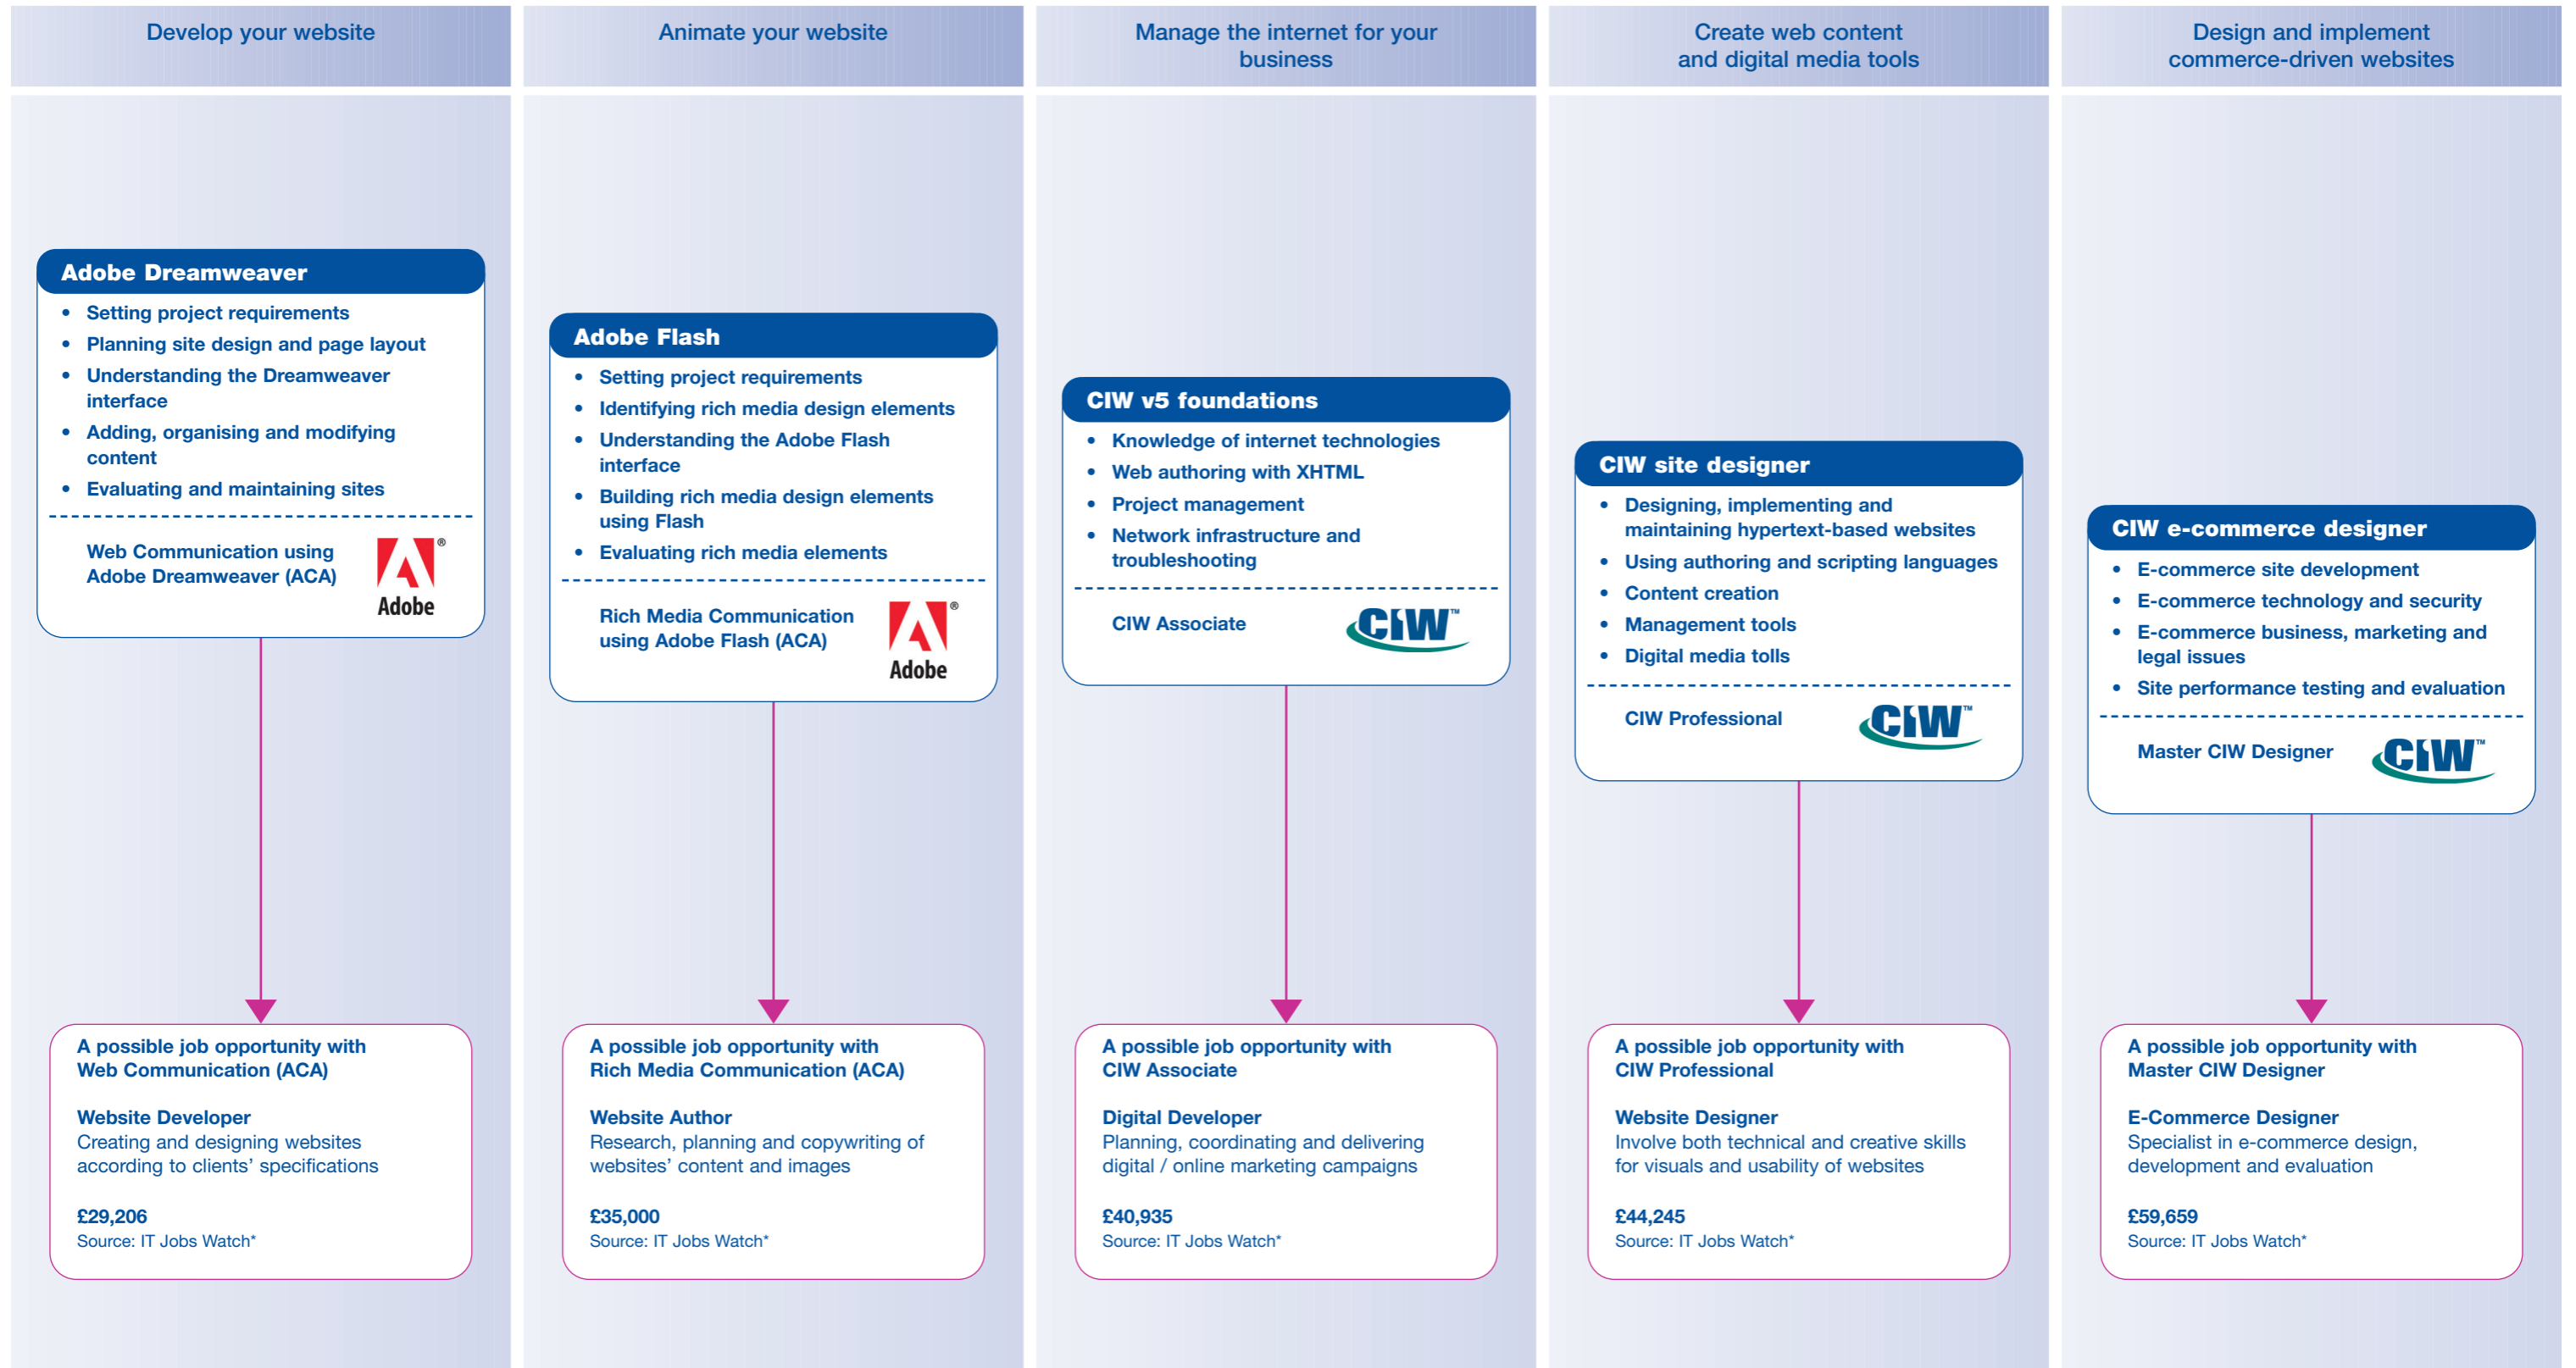 Develop your website
Animate your website
Manage the internet for your
business
Create web content
and digital media tools
Design and implement
commerce-driven websites
Adobe Dreamweaver
• Setting project requirements
• Planning site design and page layout
• Understanding the Dreamweaver
interface
• Adding, organising and modifying
content
• Evaluating and maintaining sites
Web Communication using
Adobe Dreamweaver (ACA)
®
Adobe
A possible job opportunity with
Web Communication (ACA)
Website Developer
Creating and designing websites
according to clients' specifications
£29,206
Source: IT Jobs Watch*
Adobe Flash
• Setting project requirements
• Identifying rich media design elements
• Understanding the Adobe Flash
interface
• Building rich media design elements
using Flash
• Evaluating rich media elements
Rich Media Communication
using Adobe Flash (ACA)
®
Adobe
A possible job opportunity with
Rich Media Communication (ACA)
Website Author
Research, planning and copywriting of
websites' content and images
£35,000
Source: IT Jobs Watch*
CIW v5 foundations
• Knowledge of internet technologies
• Web authoring with XHTML
• Project management
• Network infrastructure and
troubleshooting
CIW Associate
CIW™
A possible job opportunity with
CIW Associate
Digital Developer
Planning, coordinating and delivering
digital / online marketing campaigns
£40,935
Source: IT Jobs Watch*
CIW site designer
• Designing, implementing and
maintaining hypertext-based websites
• Using authoring and scripting languages
• Content creation
• Management tools
• Digital media tolls
CIW Professional
CIW™
A possible job opportunity with
CIW Professional
Website Designer
Involve both technical and creative skills
for visuals and usability of websites
£44,245
Source: IT Jobs Watch*
CIW e-commerce designer
• E-commerce site development
• E-commerce technology and security
• E-commerce business, marketing and
legal issues
• Site performance testing and evaluation
Master CIW Designer
CIW™
A possible job opportunity with
Master CIW Designer
E-Commerce Designer
Specialist in e-commerce design,
development and evaluation
£59,659
Source: IT Jobs Watch*